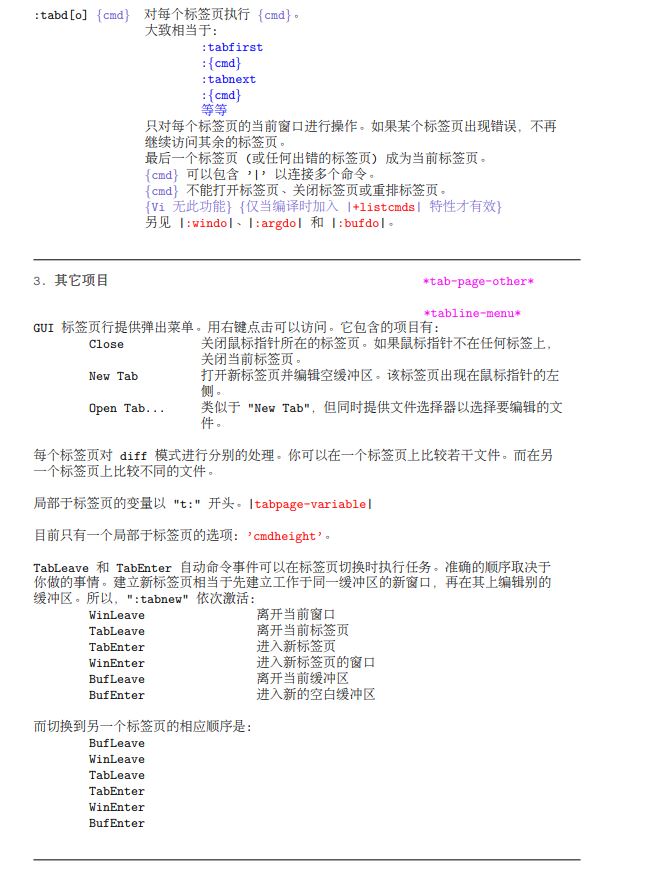 :tabd[o] {cmd} 对每个标签页执行 {cmd}。
大致相当于:
:tabfirst
:{cmd}
:tabnext
:{cmd}
等等
只对每个标签页的当前窗口进行操作。如果某个标签页出现错误，不再
继续访问其余的标签页。
最后一个标签页 (或任何出错的标签页) 成为当前标签页。
{cmd} 可以包含 '|' 以连接多个命令。
{cmd} 不能打开标签页、关闭标签页或重排标签页。
{Vi 无此功能} {仅当编译时加入 |+listcmds| 特性才有效}
另见 |:windo|、|:argdo| 和 |:bufdo|。
3. 其它项目 *tab-page-other*
*tabline-menu*
GUI 标签页行提供弹出菜单。用右键点击可以访问。它包含的项目有:
Close 关闭鼠标指针所在的标签页。如果鼠标指针不在任何标签上，
关闭当前标签页。
New Tab 打开新标签页并编辑空缓冲区。该标签页出现在鼠标指针的左
侧。
Open Tab... 类似于 "New Tab"，但同时提供文件选择器以选择要编辑的文
件。
每个标签页对 diff 模式进行分别的处理。你可以在一个标签页上比较若干文件。而在另
一个标签页上比较不同的文件。
局部于标签页的变量以 "t:" 开头。|tabpage-variable|
目前只有一个局部于标签页的选项: 'cmdheight'。
TabLeave 和 TabEnter 自动命令事件可以在标签页切换时执行任务。准确的顺序取决于
你做的事情。建立新标签页相当于先建立工作于同一缓冲区的新窗口，再在其上编辑别的
缓冲区。所以，":tabnew" 依次激活:
WinLeave 离开当前窗口
TabLeave 离开当前标签页
TabEnter 进入新标签页
WinEnter 进入新标签页的窗口
BufLeave 离开当前缓冲区
BufEnter 进入新的空白缓冲区
而切换到另一个标签页的相应顺序是:
BufLeave
WinLeave
TabLeave
TabEnter
WinEnter
BufEnter